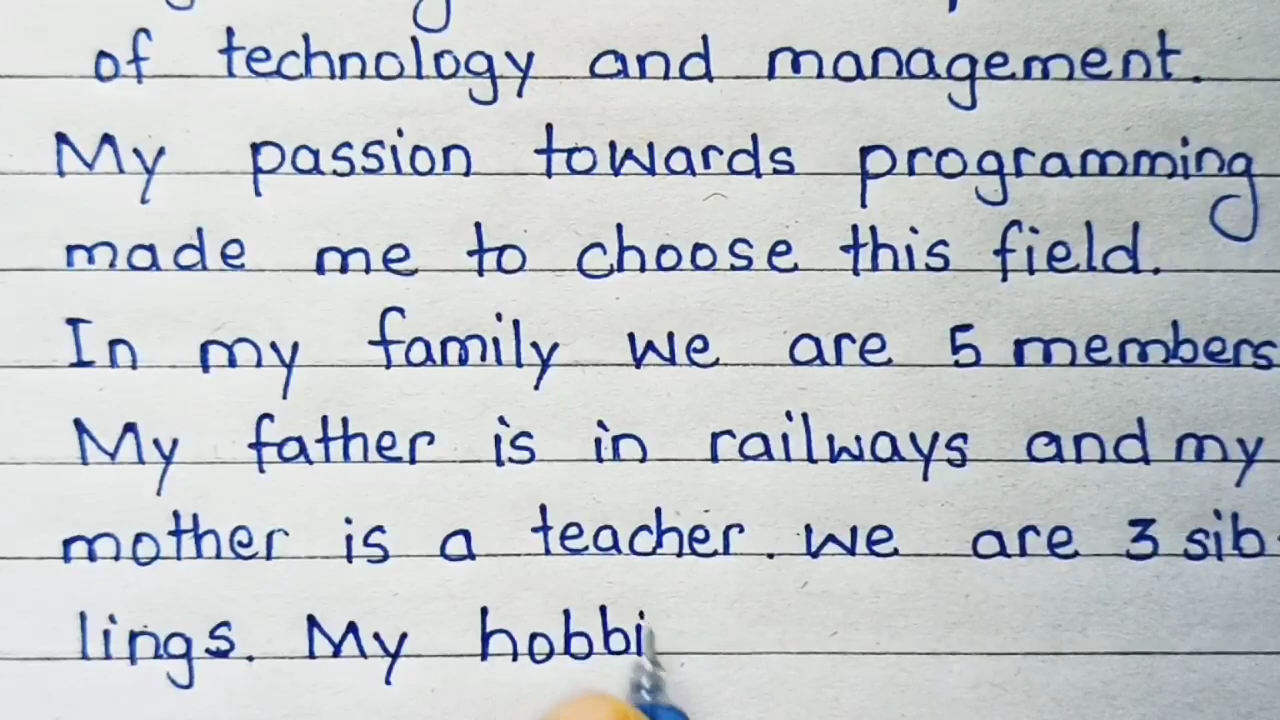 of technology and management.
My passion towards programming
made me to choose this field.
In my family we are 5 members
My father is in railways and my
mother is a teacher. we are 3 sib
lings. My hobbi